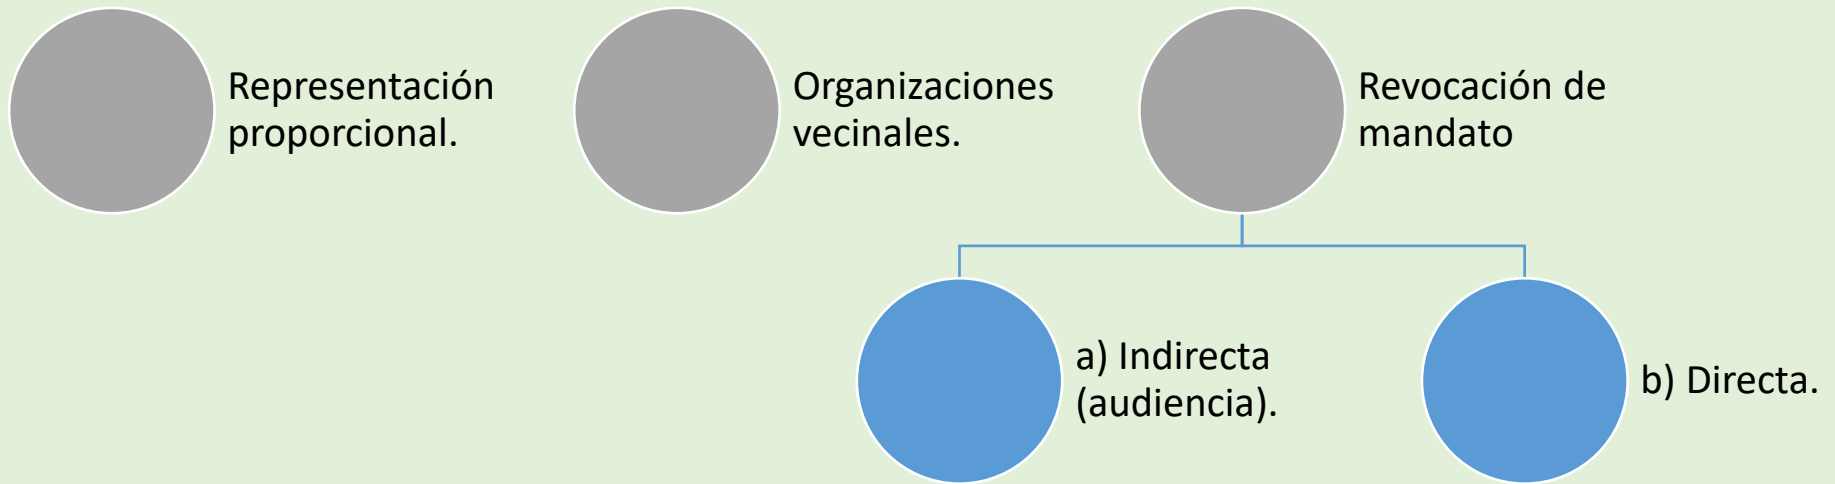 Representación
proporcional.
Organizaciones
vecinales.
Revocación de
mandato
a) Indirecta
(audiencia).
b) Directa.